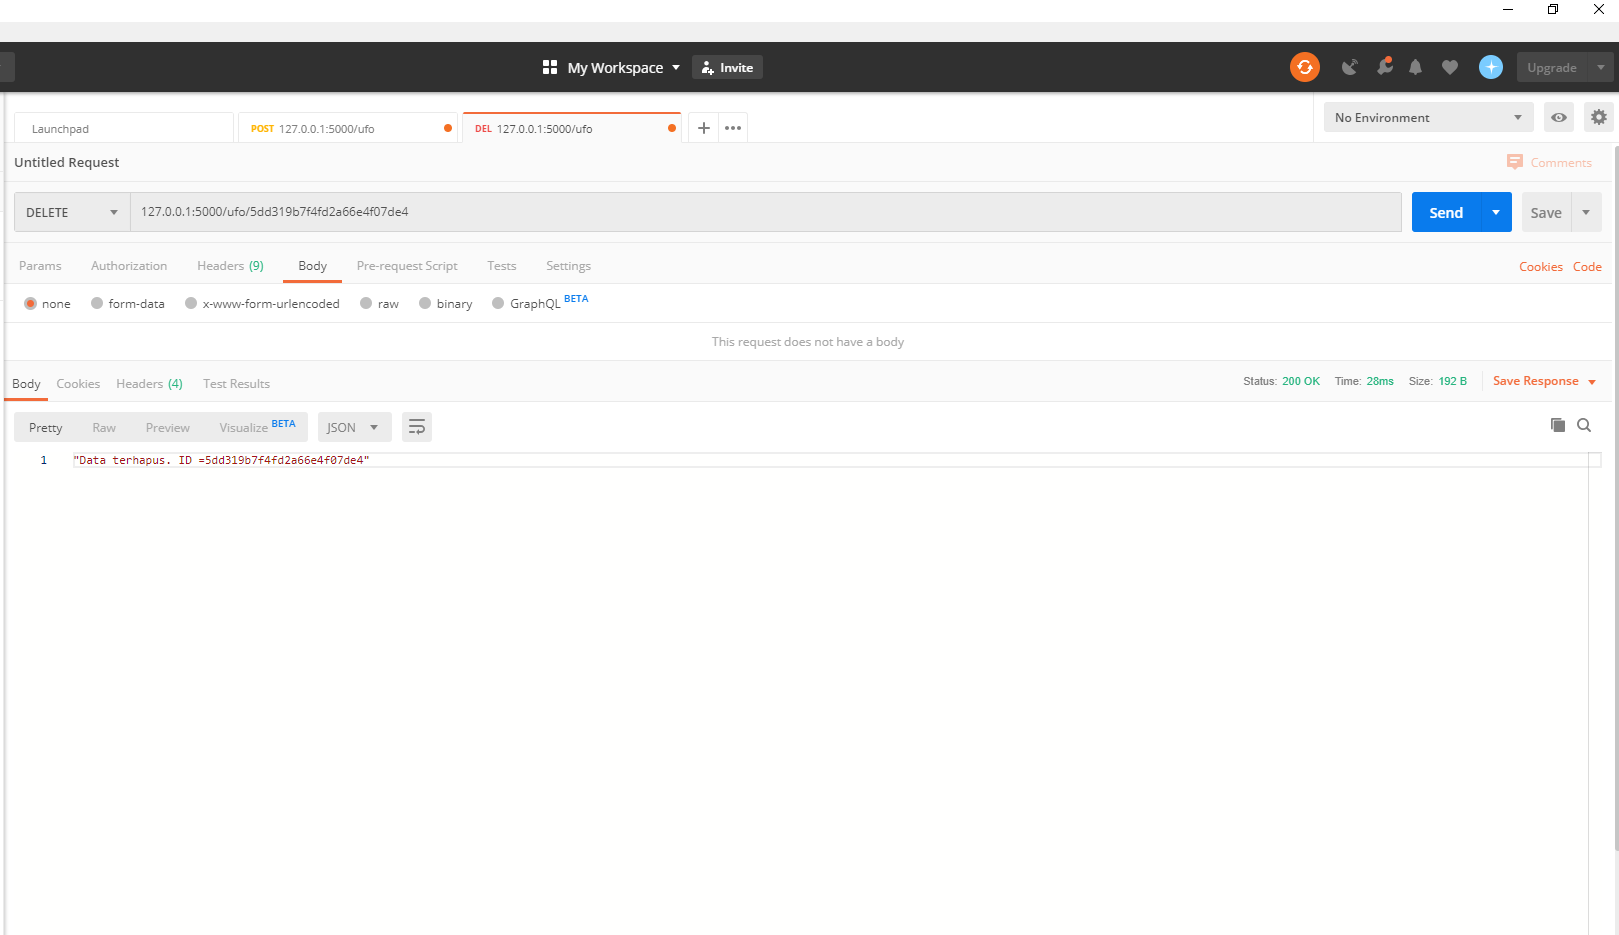 My Workspace Invite Upgrade
Launchpad POST 127.0.0.1:5000/ufo DEL 127.0.0.1:5000/ufo No Environment
Untitled Request Comments
DELETE 127.0.0.1:5000/ufo/5dd319b7f4fd2a66e4f07de4 Send Save
Params Authorization Headers (9) Body Pre-request Script Tests Settings Cookies Code
none form-data x-www-form-urlencoded raw binary GraphQL BETA
This request does not have a body
Body Cookies Headers (4) Test Results Status: 200 OK Time: 28ms Size: 192 B Save Response
Pretty Raw Preview Visualize BETA JSON
1 "Data terhapus. ID =5dd319b7f4fd2a66e4f07de4"